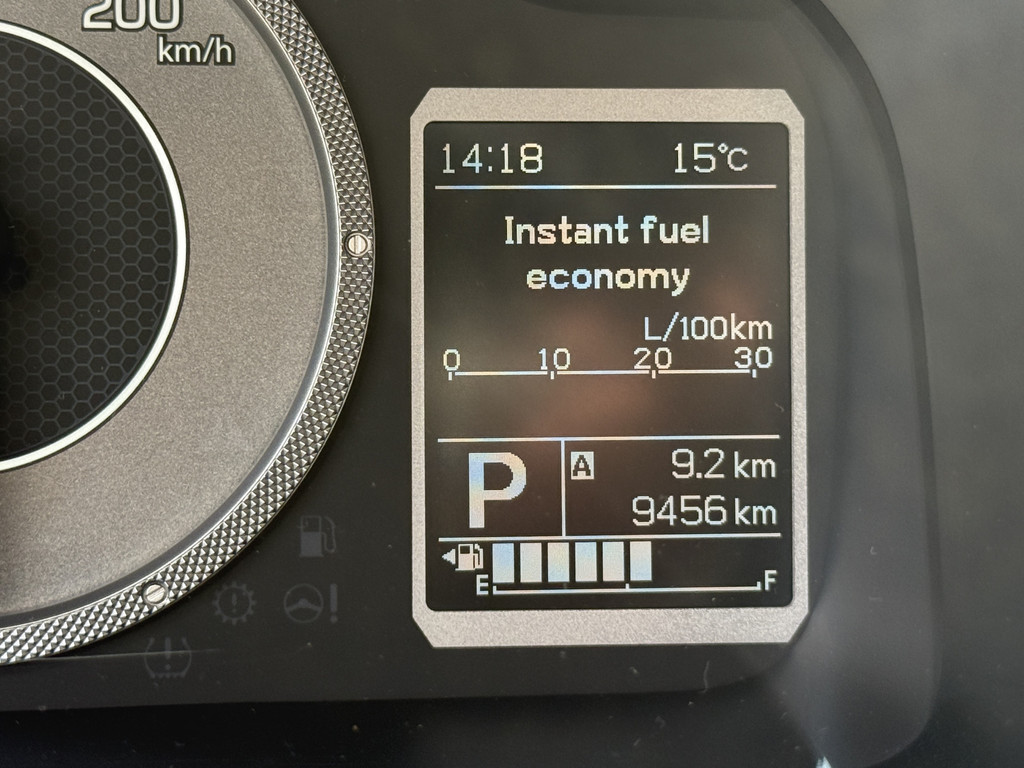 200
km/h
14:18 15°C
Instant fuel
economy
L/100km
0 10 20 30
P A 9.2 km
9456 km
E F